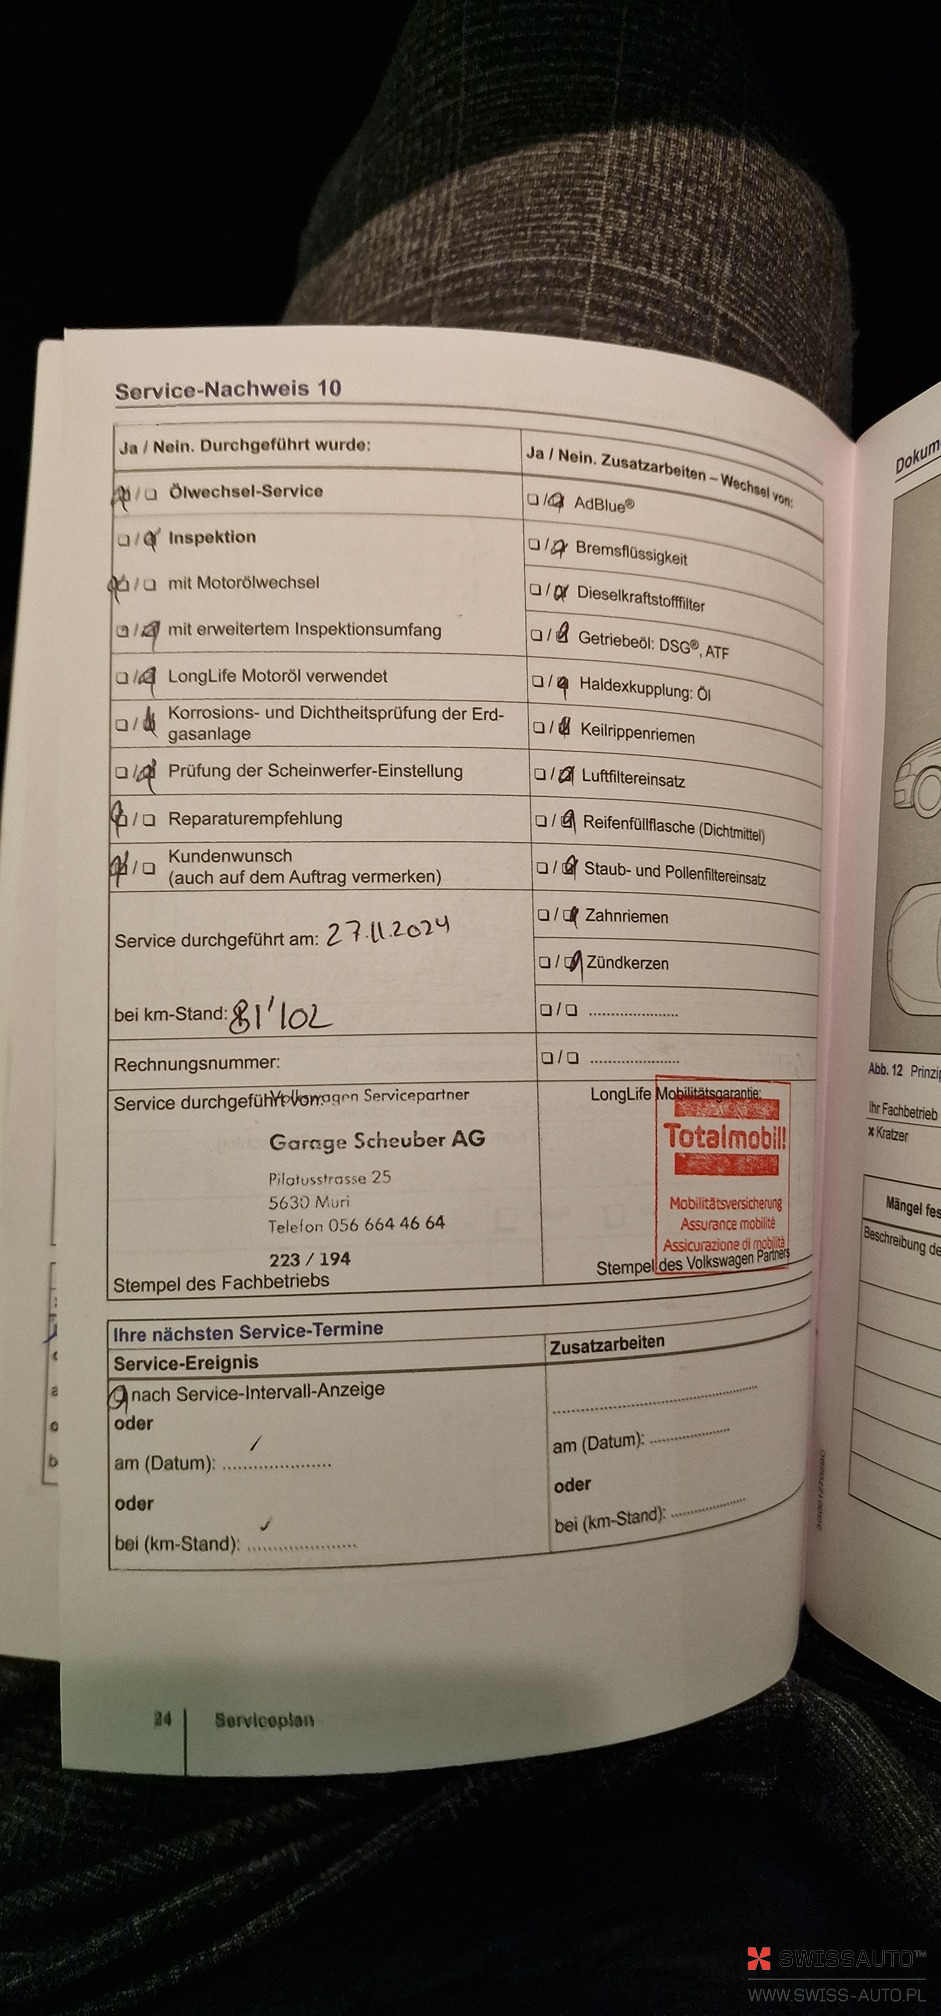 Service-Nachweis 10
Ja / Nein. Durchgeführt wurde:
❏/❏ Ölwechsel-Service
❏/❏ Inspektion
❏/❏ mit Motorölwechsel
❏/❏ mit erweitertem Inspektionsumfang
❏/❏ LongLife Motoröl verwendet
❏/❏ Korrosions- und Dichtheitsprüfung der Erd-
gasanlage
❏/❏ Prüfung der Scheinwerfer-Einstellung
❏/❏ Reparaturempfehlung
❏/❏ Kundenwunsch
(auch auf dem Auftrag vermerken)
Service durchgeführt am: 27.11.2024
bei km-Stand: 81'102
Rechnungsnummer:
Service durchgeführt von:
Volkswagen Servicepartner
Garage Scheuber AG
Pilatusstrasse 25
5630 Muri
Telefon 056 664 46 64
223 / 194
Stempel des Fachbetriebs
Ja / Nein. Zusatzarbeiten – Wechsel von:
❏/❏ AdBlue®
❏/❏ Bremsflüssigkeit
❏/❏ Dieselkraftstofffilter
❏/❏ Getriebeöl: DSG®, ATF
❏/❏ Haldexkupplung: Öl
❏/❏ Keilrippenriemen
❏/❏ Luftfiltereinsatz
❏/❏ Reifenfüllflasche (Dichtmittel)
❏/❏ Staub- und Pollenfiltereinsatz
❏/❏ Zahnriemen
❏/❏ Zündkerzen
❏/❏ ....................
❏/❏ ....................
LongLife Mobilitätsgarantie:
Totalmobil!
Mobilitätsversicherung
Assurance mobilité
Assicurazione di mobilità
Stempel des Volkswagen Partners
Ihre nächsten Service-Termine
Service-Ereignis
❏ nach Service-Intervall-Anzeige
oder
am (Datum): ....................
oder
bei (km-Stand): ....................
Zusatzarbeiten
........................................
am (Datum): ...............
oder
bei (km-Stand): ...............
24 Serviceplan
Dokum
Abb. 12 Prinzi
Ihr Fachbetrieb
x Kratzer
Mängel fes
Beschreibung de
SWISSAUTO™
WWW.SWISS-AUTO.PL